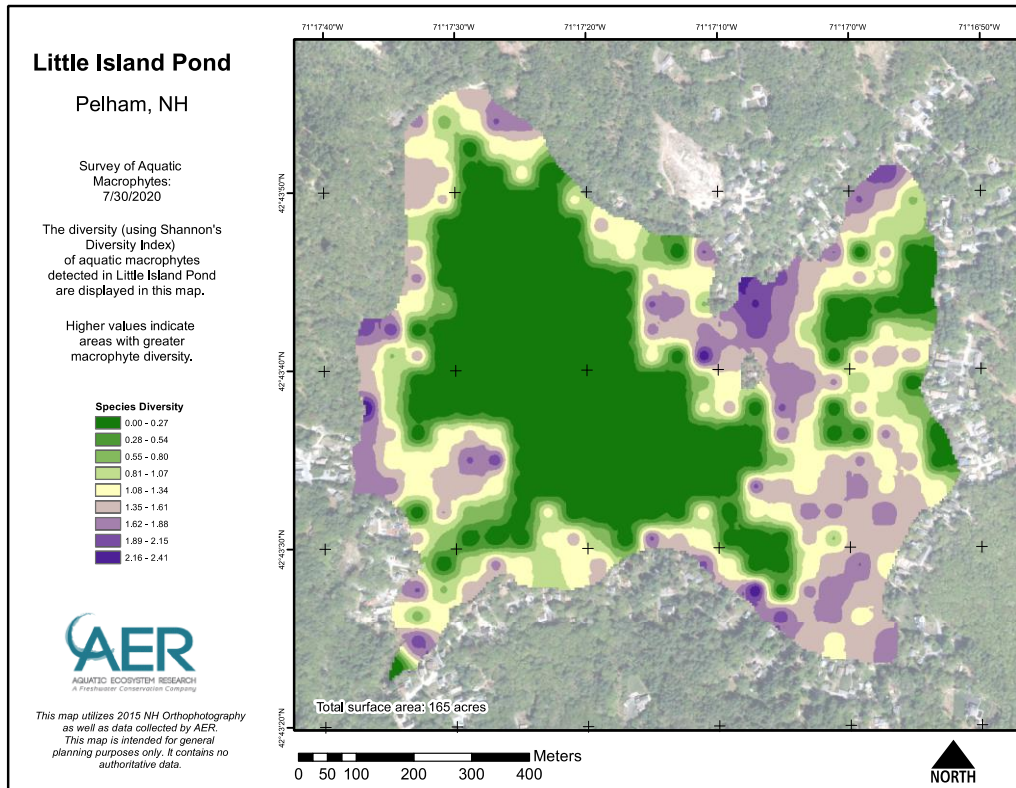 Little Island Pond
Pelham, NH
Survey of Aquatic
Macrophytes:
7/30/2020
The diversity (using Shannon's
Diversity Index)
of aquatic macrophytes
detected in Little Island Pond
are displayed in this map.
Higher values indicate
areas with greater
macrophyte diversity.
Species Diversity
0.00 - 0.27
0.28 - 0.54
0.55 - 0.80
0.81 - 1.07
1.08 - 1.34
1.35 - 1.61
1.62 - 1.88
1.89 - 2.15
2.16 - 2.41
AER
AQUATIC ECOSYSTEM RESEARCH
A Freshwater Conservation Company
This map utilizes 2015 NH Orthophotography
as well as data collected by AER.
This map is intended for general
planning purposes only. It contains no
authoritative data.
71°17'40"W 71°17'30"W 71°17'20"W 71°17'10"W 71°17'0"W 71°16'50"W
42°43'50"N
42°43'40"N
42°43'30"N
42°43'20"N
Total surface area: 165 acres
Meters
0 50 100 200 300 400
NORTH